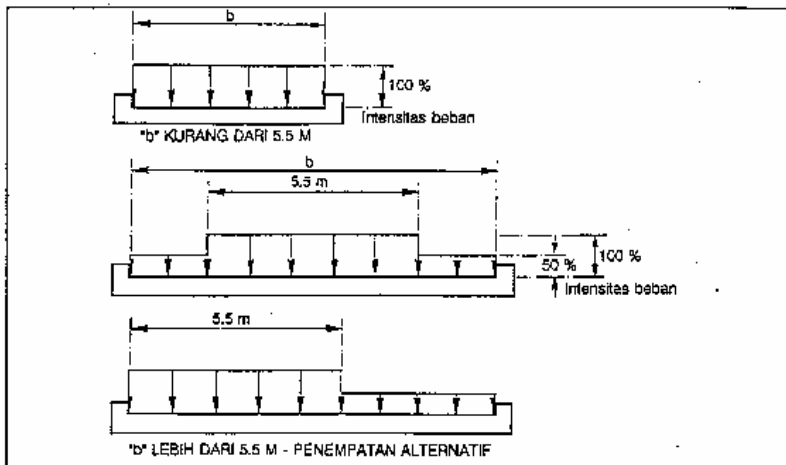 b
100 %
Intensitas beban
"b" KURANG DARI 5.5 M
b
5.5 m
50 %
100 %
Intensitas beban
5.5 m
"b" LEBIH DARI 5.5 M - PENEMPATAN ALTERNATIF